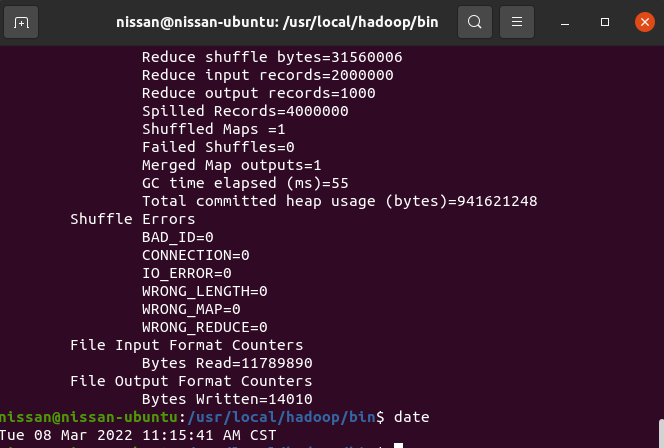 nissan@nissan-ubuntu: /usr/local/hadoop/bin
Reduce shuffle bytes=31560006
Reduce input records=2000000
Reduce output records=1000
Spilled Records=4000000
Shuffled Maps =1
Failed Shuffles=0
Merged Map outputs=1
GC time elapsed (ms)=55
Total committed heap usage (bytes)=941621248
Shuffle Errors
BAD_ID=0
CONNECTION=0
IO_ERROR=0
WRONG_LENGTH=0
WRONG_MAP=0
WRONG_REDUCE=0
File Input Format Counters
Bytes Read=11789890
File Output Format Counters
Bytes Written=14010
nissan@nissan-ubuntu:/usr/local/hadoop/bin$ date
Tue 08 Mar 2022 11:15:41 AM CST